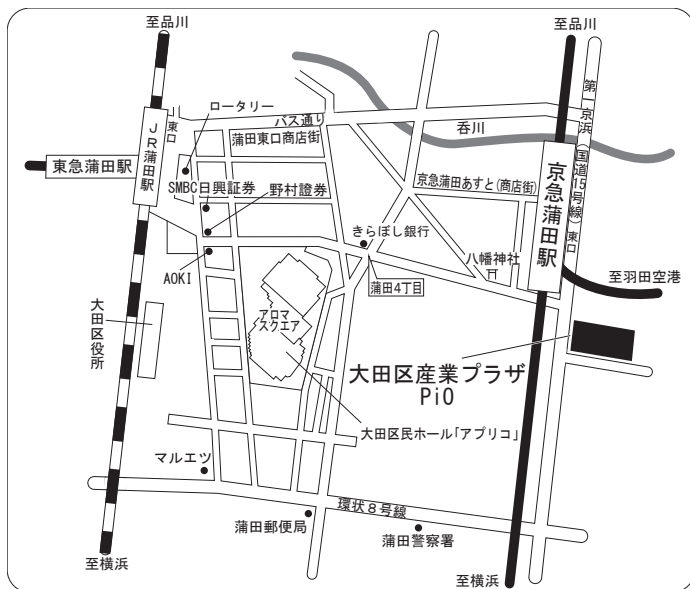 至品川
至品川
ロータリー
バス通り
第一京浜(国道15号線)
東口
JR蒲田駅
蒲田東口商店街
呑川
東急蒲田駅
SMBC日興証券
野村證券
京急蒲田あすと(商店街)
京急蒲田駅
東口
きらぼし銀行
八幡神社
AOKI
蒲田4丁目
至羽田空港
大田区役所
アロマ
スクエア
大田区産業プラザ
PiO
大田区民ホール「アプリコ」
マルエツ
環状8号線
蒲田郵便局
蒲田警察署
至横浜
至横浜